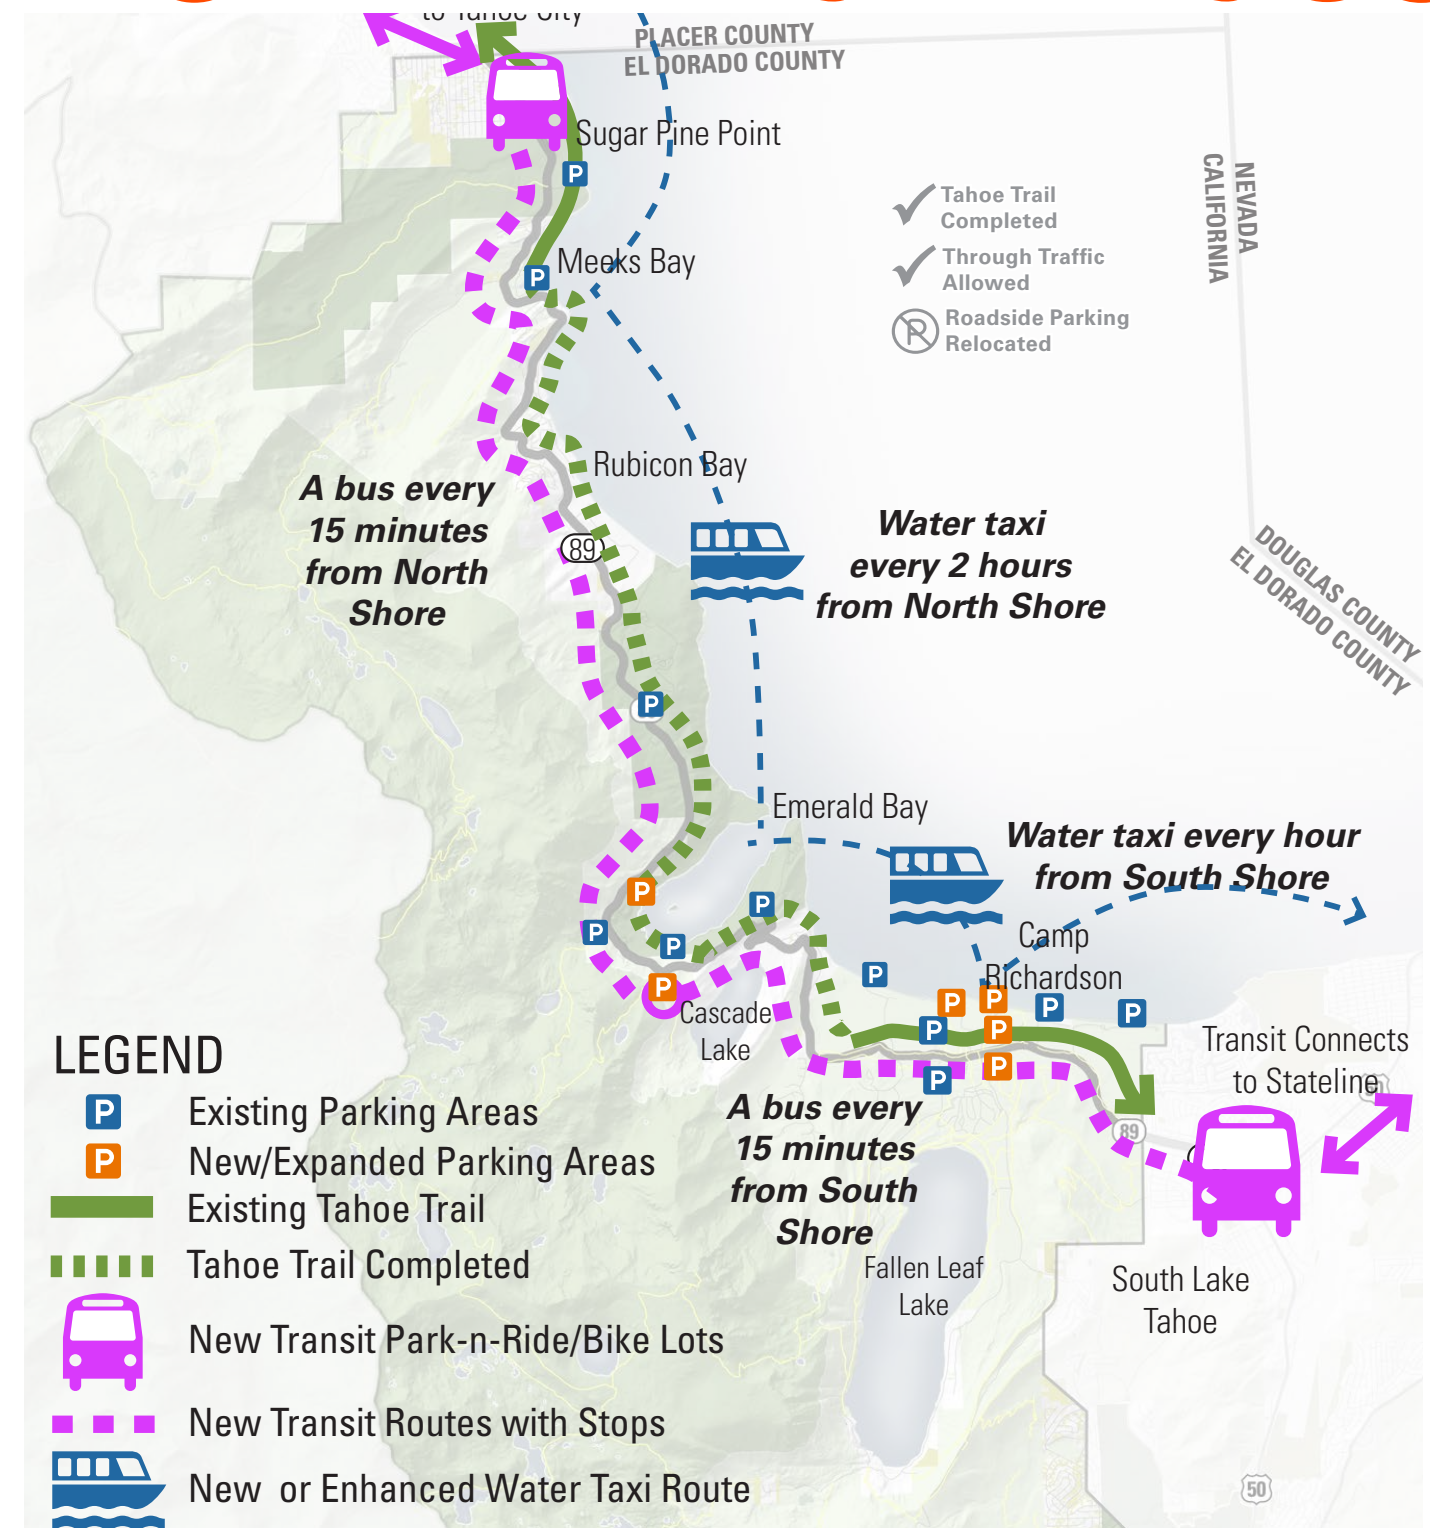 to Tahoe City
PLACER COUNTY
EL DORADO COUNTY
Sugar Pine Point
NEVADA
CALIFORNIA
Tahoe Trail
Completed
Through Traffic
Allowed
P
Roadside Parking
Relocated
P
Meeks Bay
P
Rubicon Bay
A bus every
15 minutes
from North
Shore
89
Water taxi
every 2 hours
from North Shore
DOUGLAS COUNTY
EL DORADO COUNTY
P
Emerald Bay
Water taxi every hour
from South Shore
P
P
P
P
Camp
Richardson
P
P
Cascade
Lake
P
P
P
P
P
P
P
P
Transit Connects
to Stateline
A bus every
15 minutes
from South
Shore
89
Fallen Leaf
Lake
South Lake
Tahoe
50
LEGEND
P Existing Parking Areas
P New/Expanded Parking Areas
Existing Tahoe Trail
Tahoe Trail Completed
New Transit Park-n-Ride/Bike Lots
New Transit Routes with Stops
New or Enhanced Water Taxi Route